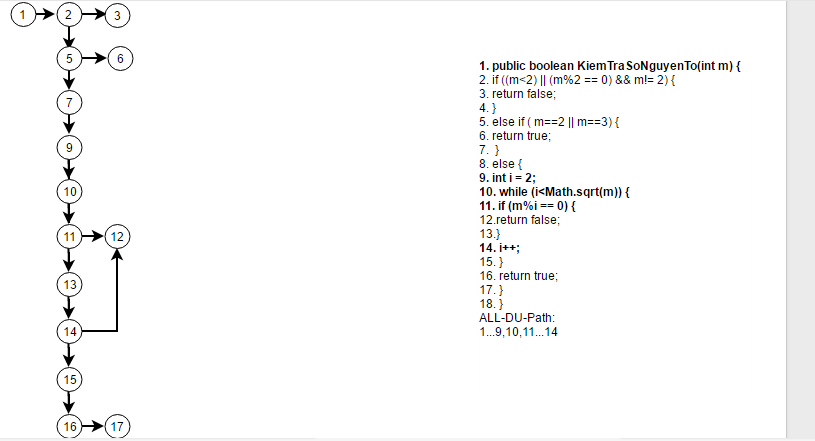 1
2
3
5
6
7
9
10
11
12
13
14
15
16
17
1. public boolean KiemTraSoNguyenTo(int m) {
2. if ((m<2) || (m%2 == 0) && m!= 2) {
3. return false;
4. }
5. else if ( m==2 || m==3) {
6. return true;
7. }
8. else {
9. int i = 2;
10. while (i<Math.sqrt(m)) {
11. if (m%i == 0) {
12.return false;
13.}
14. i++;
15. }
16. return true;
17. }
18. }
ALL-DU-Path:
1...9,10,11...14